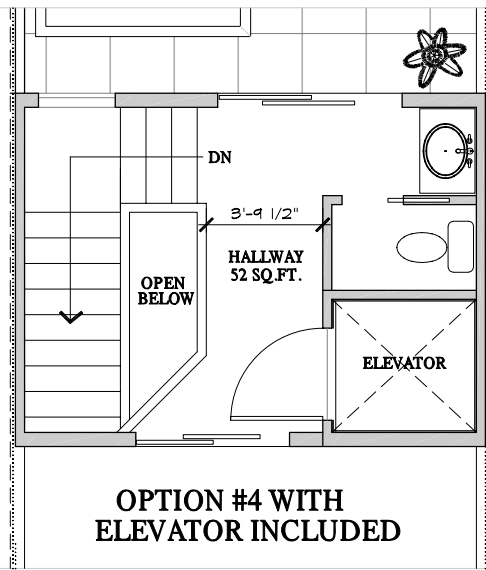 DN
3'-9 1/2"
HALLWAY
52 SQ.FT.
OPEN
BELOW
ELEVATOR
OPTION #4 WITH
ELEVATOR INCLUDED